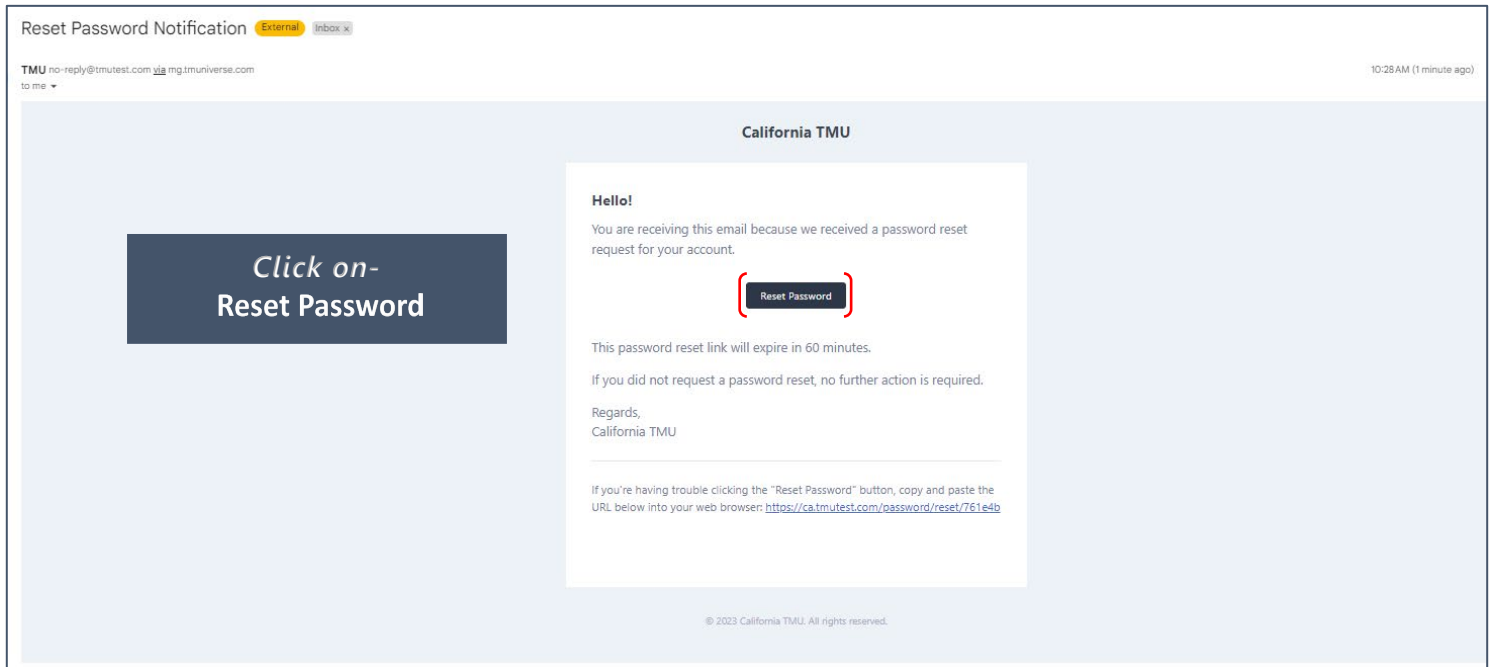 Reset Password Notification External Inbox x
TMU no-reply@tmutest.com via mg.tmuniverse.com
10:28 AM (1 minute ago)
to me
California TMU
Hello!
You are receiving this email because we received a password reset
request for your account.
Click on-
Reset Password
Reset Password
This password reset link will expire in 60 minutes.
If you did not request a password reset, no further action is required.
Regards,
California TMU
If you're having trouble clicking the "Reset Password" button, copy and paste the
URL below into your web browser: https://ca.tmutest.com/password/reset/761e4b
© 2023 California TMU. All rights reserved.